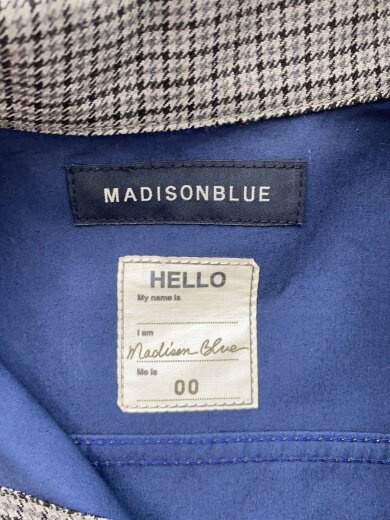 MADISONBLUE
HELLO
My name is
I am
Madison Blue
Me is
00